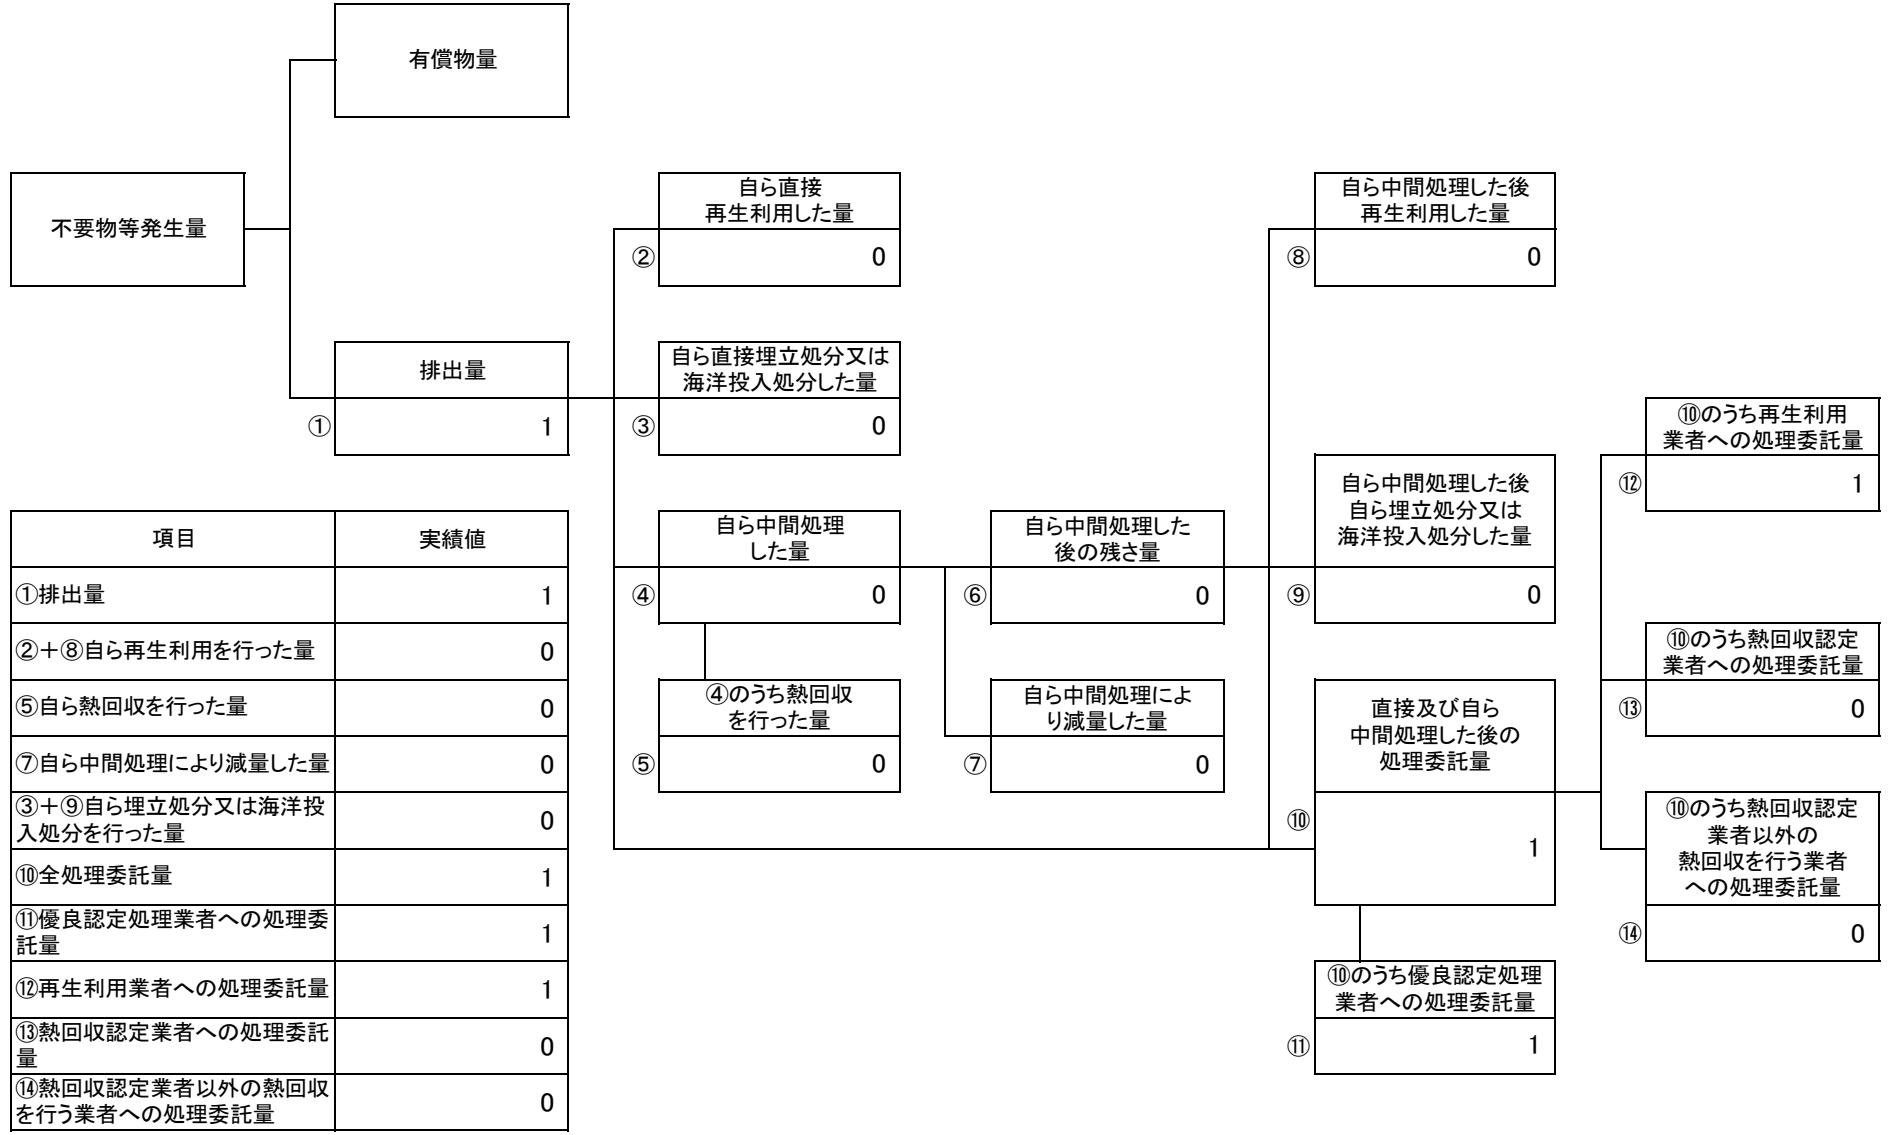 有償物量
不要物等発生量
自ら直接
再生利用した量
②
0
自ら中間処理した後
再生利用した量
⑧
0
排出量
①
1
自ら直接埋立処分又は
海洋投入処分した量
③
0
⑩のうち再生利用
業者への処理委託量
⑫
1
自ら中間処理
した量
④
0
自ら中間処理した
後の残さ量
⑥
0
自ら中間処理した後
自ら埋立処分又は
海洋投入処分した量
⑨
0
⑩のうち熱回収認定
業者への処理委託量
⑬
0
④のうち熱回収
を行った量
⑤
0
自ら中間処理によ
り減量した量
⑦
0
直接及び自ら
中間処理した後の
処理委託量
⑩
1
⑩のうち熱回収認定
業者以外の
熱回収を行う業者
への処理委託量
⑭
0
⑩のうち優良認定処理
業者への処理委託量
⑪
1
項目 実績値
①排出量 1
②+⑧自ら再生利用を行った量 0
⑤自ら熱回収を行った量 0
⑦自ら中間処理により減量した量 0
③+⑨自ら埋立処分又は海洋投
入処分を行った量 0
⑩全処理委託量 1
⑪優良認定処理業者への処理委
託量 1
⑫再生利用業者への処理委託量 1
⑬熱回収認定業者への処理委託
量 0
⑭熱回収認定業者以外の熱回収
を行う業者への処理委託量 0